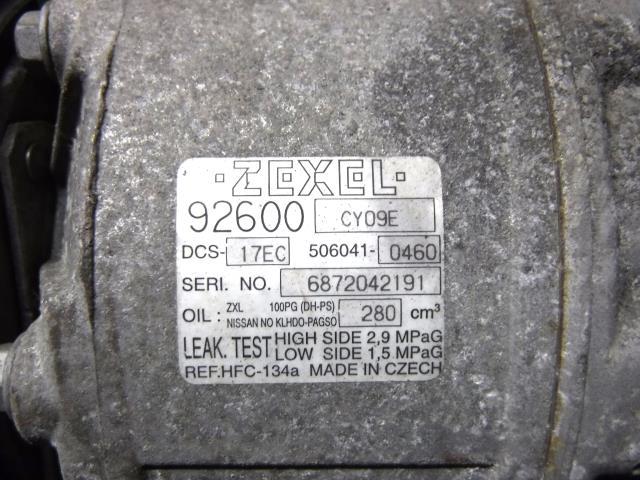 ·ZEXEL·
92600 CY09E
DCS- 17EC 506041- 0460
SERI. NO. 6872042191
OIL : ZXL 100PG (DH-PS) 280 cm³
NISSAN NO KLHDO-PAGSO
LEAK. TEST HIGH SIDE 2,9 MPaG
LOW SIDE 1,5 MPaG
REF.HFC-134a MADE IN CZECH